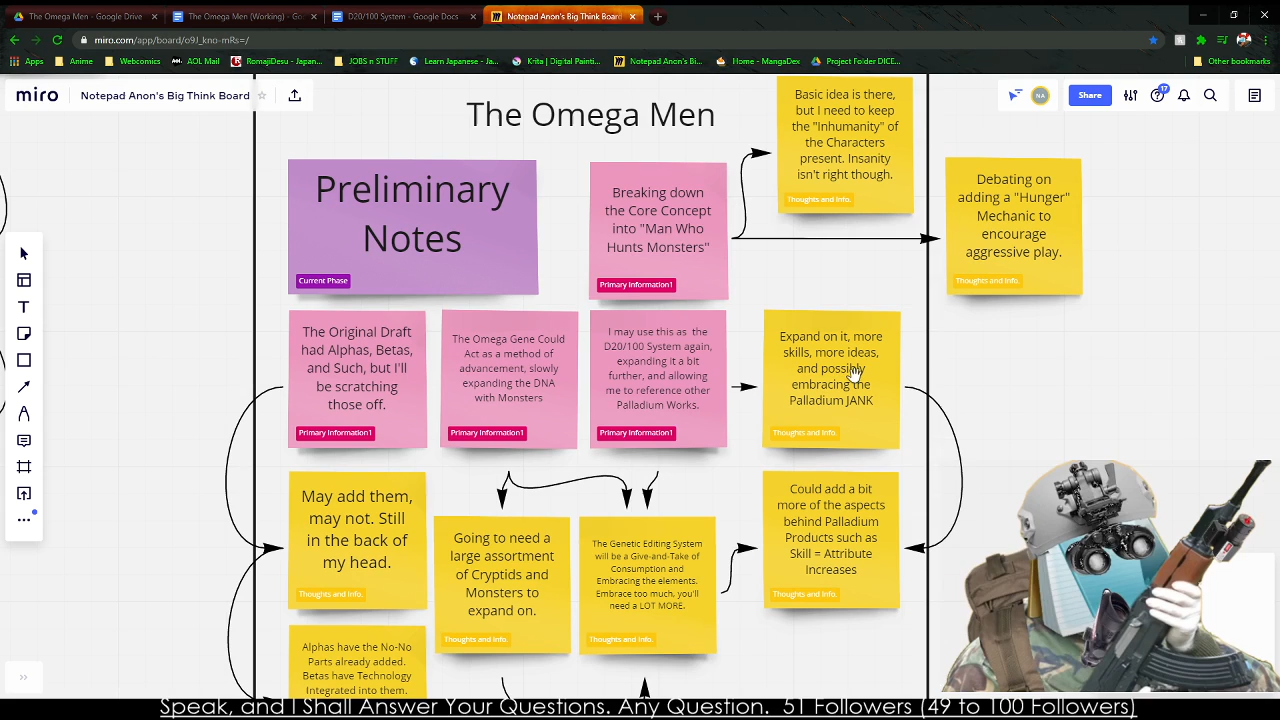 The Omega Men - Google Drive
The Omega Men (Working) - Go
D20/100 System - Google Docs
Notepad Anon's Big Think Board
miro.com/app/board/o9J_kno-mRs=/
Apps
Anime
Webcomics
AOL Mail
RomajiDesu - Japan...
JOBS n STUFF
Learn Japanese - Ja...
Krita | Digital Painti...
Notepad Anon's Bi...
Home - MangaDex
Project Folder DICE...
Other bookmarks
miro
Notepad Anon's Big Think Board
NA
Share
17
The Omega Men
Preliminary
Notes
Current Phase
Breaking down
the Core Concept
into "Man Who
Hunts Monsters"
Primary Information1
Basic idea is there,
but I need to keep
the "Inhumanity" of
the Characters
present. Insanity
isn't right though.
Thoughts and Info.
Debating on
adding a "Hunger"
Mechanic to
encourage
aggressive play.
Thoughts and Info.
The Original Draft
had Alphas, Betas,
and Such, but I'll
be scratching
those off.
Primary Information1
The Omega Gene Could
Act as a method of
advancement, slowly
expanding the DNA
with Monsters
Primary Information1
I may use this as the
D20/100 System again,
expanding it a bit
further, and allowing
me to reference other
Palladium Works.
Primary Information1
Expand on it, more
skills, more ideas,
and possibly
embracing the
Palladium JANK
Thoughts and Info.
May add them,
may not. Still
in the back of
my head.
Thoughts and Info.
Going to need a
large assortment
of Cryptids and
Monsters to
expand on.
Thoughts and Info.
The Genetic Editing System
will be a Give-and-Take of
Consumption and
Embracing the elements.
Embrace too much, you'll
need a LOT MORE.
Thoughts and Info.
Could add a bit
more of the aspects
behind Palladium
Products such as
Skill = Attribute
Increases
Thoughts and Info.
Alphas have the No-No
Parts already added.
Betas have Technology
Integrated into them.
Speak, and I Shall Answer Your Questions. Any Question. 51 Followers (49 to 100 Followers)